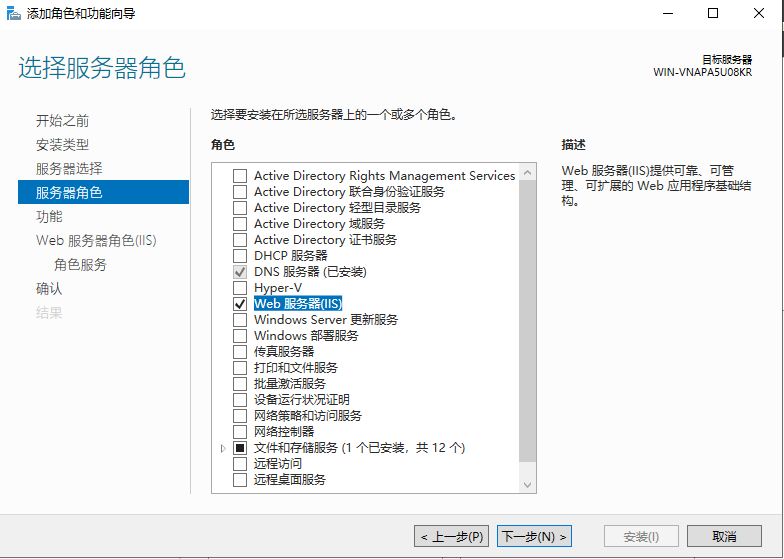 添加角色和功能向导
选择服务器角色
目标服务器
WIN-VNAPA5U08KR
开始之前
安装类型
服务器选择
服务器角色
功能
Web 服务器角色(IIS)
角色服务
确认
结果
选择要安装在所选服务器上的一个或多个角色。
角色
Active Directory Rights Management Services
Active Directory 联合身份验证服务
Active Directory 轻型目录服务
Active Directory 域服务
Active Directory 证书服务
DHCP 服务器
DNS 服务器 (已安装)
Hyper-V
Web 服务器(IIS)
Windows Server 更新服务
Windows 部署服务
传真服务器
打印和文件服务
批量激活服务
设备运行状况证明
网络策略和访问服务
网络控制器
文件和存储服务 (1 个已安装，共 12 个)
远程访问
远程桌面服务
描述
Web 服务器(IIS)提供可靠、可管
理、可扩展的 Web 应用程序基础结
构。
< 上一步(P)
下一步(N) >
安装(I)
取消